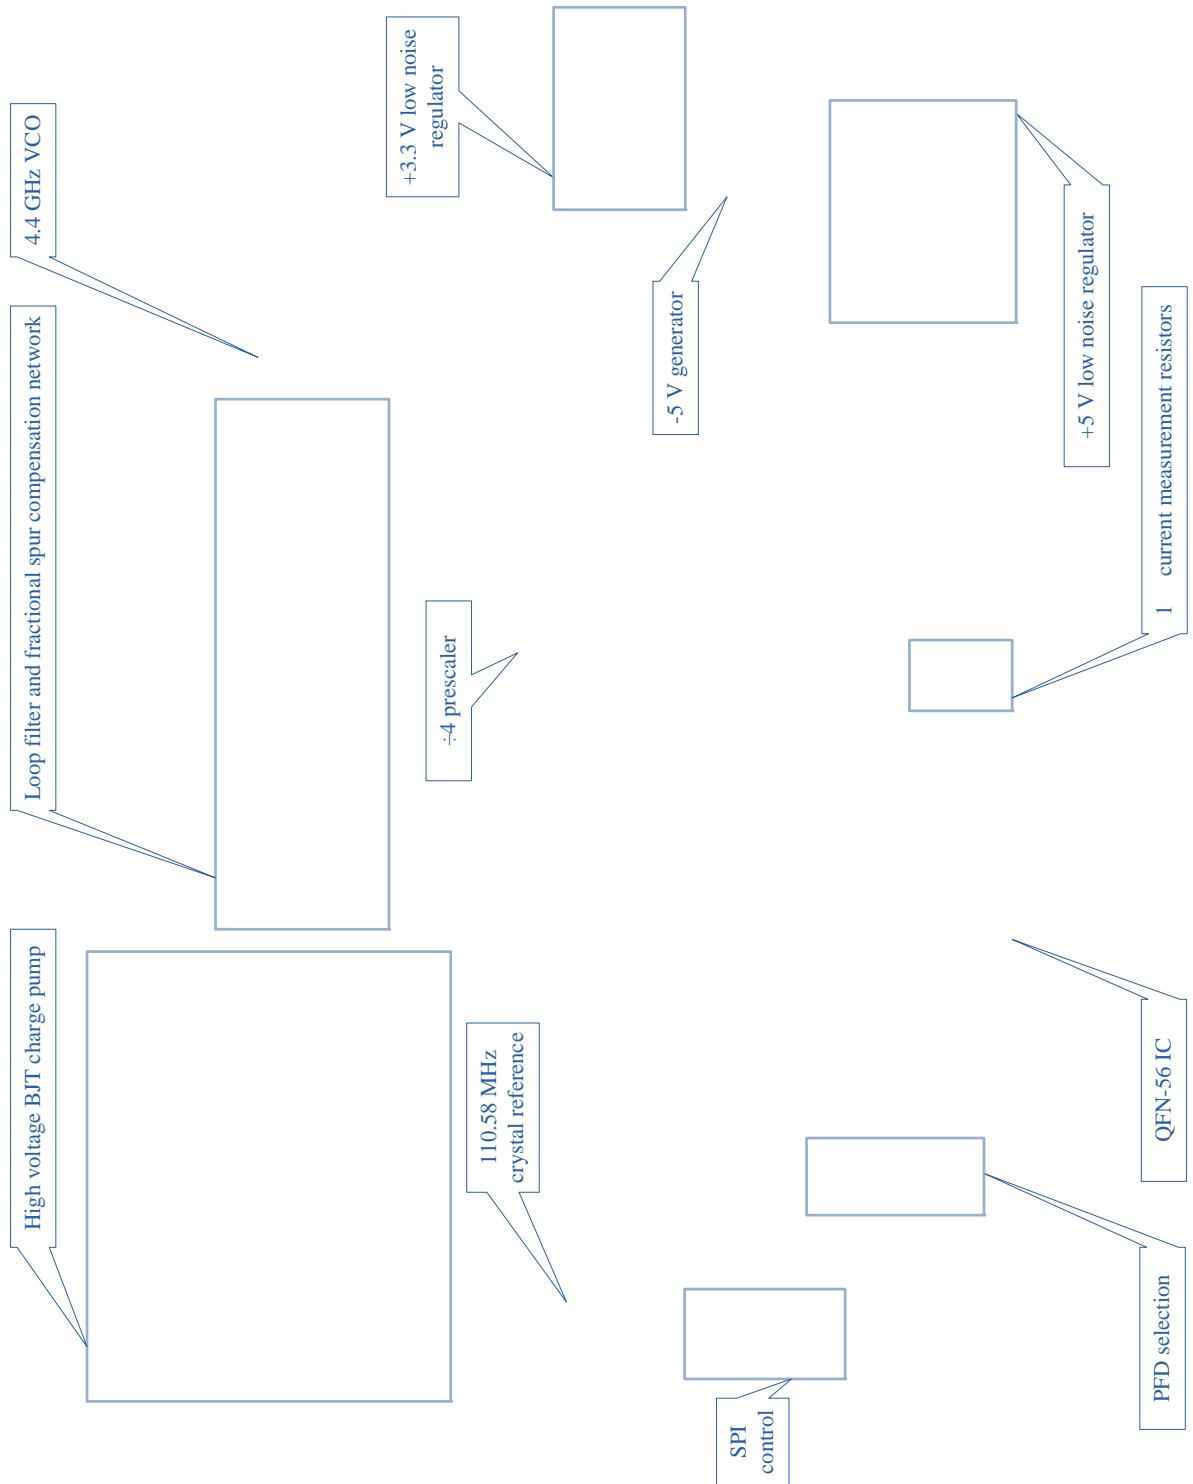 High voltage BJT charge pump
Loop filter and fractional spur compensation network
4.4 GHz VCO
+3.3 V low noise
regulator
÷4 prescaler
110.58 MHz
crystal reference
-5 V generator
SPI
control
+5 V low noise regulator
PFD selection
QFN-56 IC
1 current measurement resistors